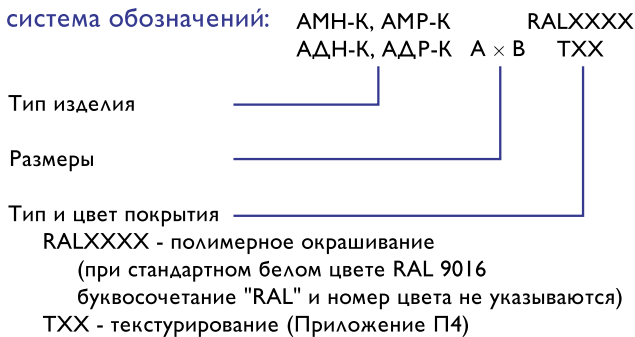 система обозначений: АМН-К, АМР-К RALXXXX
АДН-К, АДР-К А × В ТХХ
Тип изделия
Размеры
Тип и цвет покрытия
RALXXXX - полимерное окрашивание
(при стандартном белом цвете RAL 9016
буквосочетание "RAL" и номер цвета не указываются)
ТХХ - текстурирование (Приложение П4)